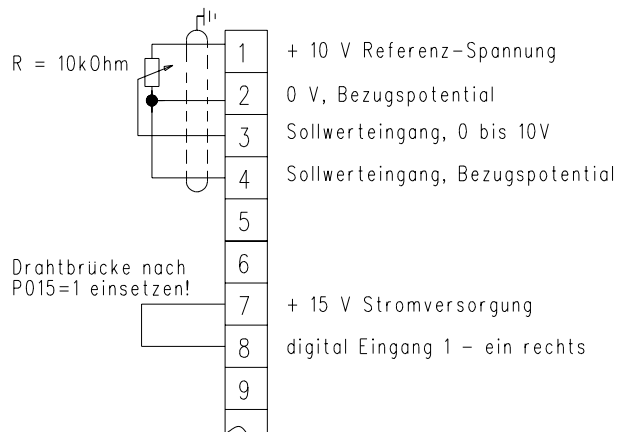 R = 10kOhm
1 + 10 V Referenz-Spannung
2 0 V, Bezugspotential
3 Sollwerteingang, 0 bis 10V
4 Sollwerteingang, Bezugspotential
5
6
Drahtbrücke nach
P015=1 einsetzen!
7 + 15 V Stromversorgung
8 digital Eingang 1 – ein rechts
9